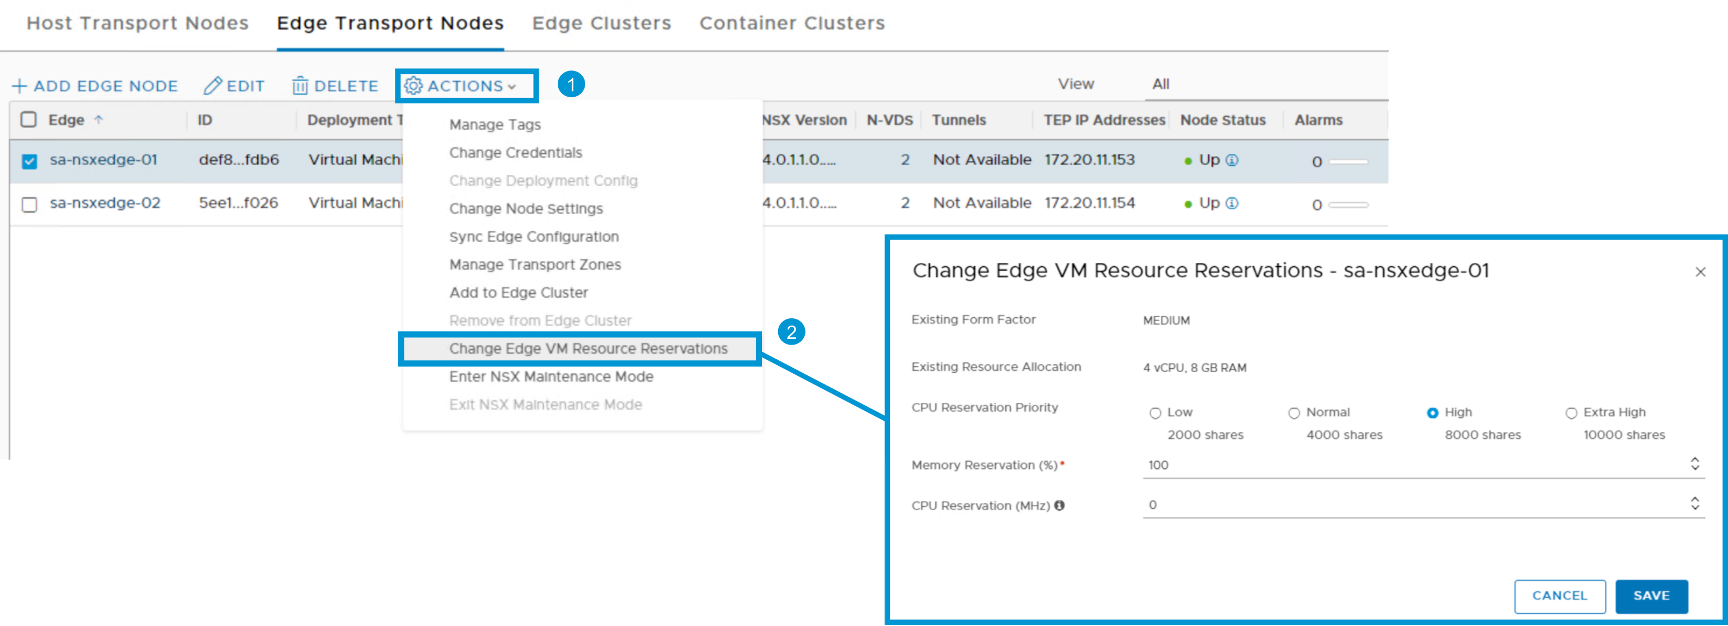 Host Transport Nodes Edge Transport Nodes Edge Clusters Container Clusters
+ ADD EDGE NODE EDIT DELETE ACTIONS 1 View All
Edge ID Deployment T NSX Version N-VDS Tunnels TEP IP Addresses Node Status Alarms
sa-nsxedge-01 def8...fdb6 Virtual Machi 4.0.1.1.0..... 2 Not Available 172.20.11.153 Up 0
sa-nsxedge-02 5ee1...f026 Virtual Machi 4.0.1.1.0..... 2 Not Available 172.20.11.154 Up 0
Manage Tags
Change Credentials
Change Deployment Config
Change Node Settings
Sync Edge Configuration
Manage Transport Zones
Add to Edge Cluster
Remove from Edge Cluster
Change Edge VM Resource Reservations 2
Enter NSX Maintenance Mode
Exit NSX Maintenance Mode
Change Edge VM Resource Reservations - sa-nsxedge-01
Existing Form Factor MEDIUM
Existing Resource Allocation 4 vCPU, 8 GB RAM
CPU Reservation Priority Low Normal High Extra High
2000 shares 4000 shares 8000 shares 10000 shares
Memory Reservation (%)* 100
CPU Reservation (MHz) 0
CANCEL SAVE